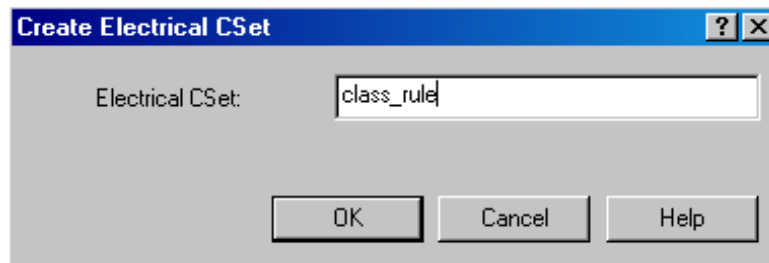 Create Electrical CSet ? X
Electrical CSet: class_rule
OK Cancel Help